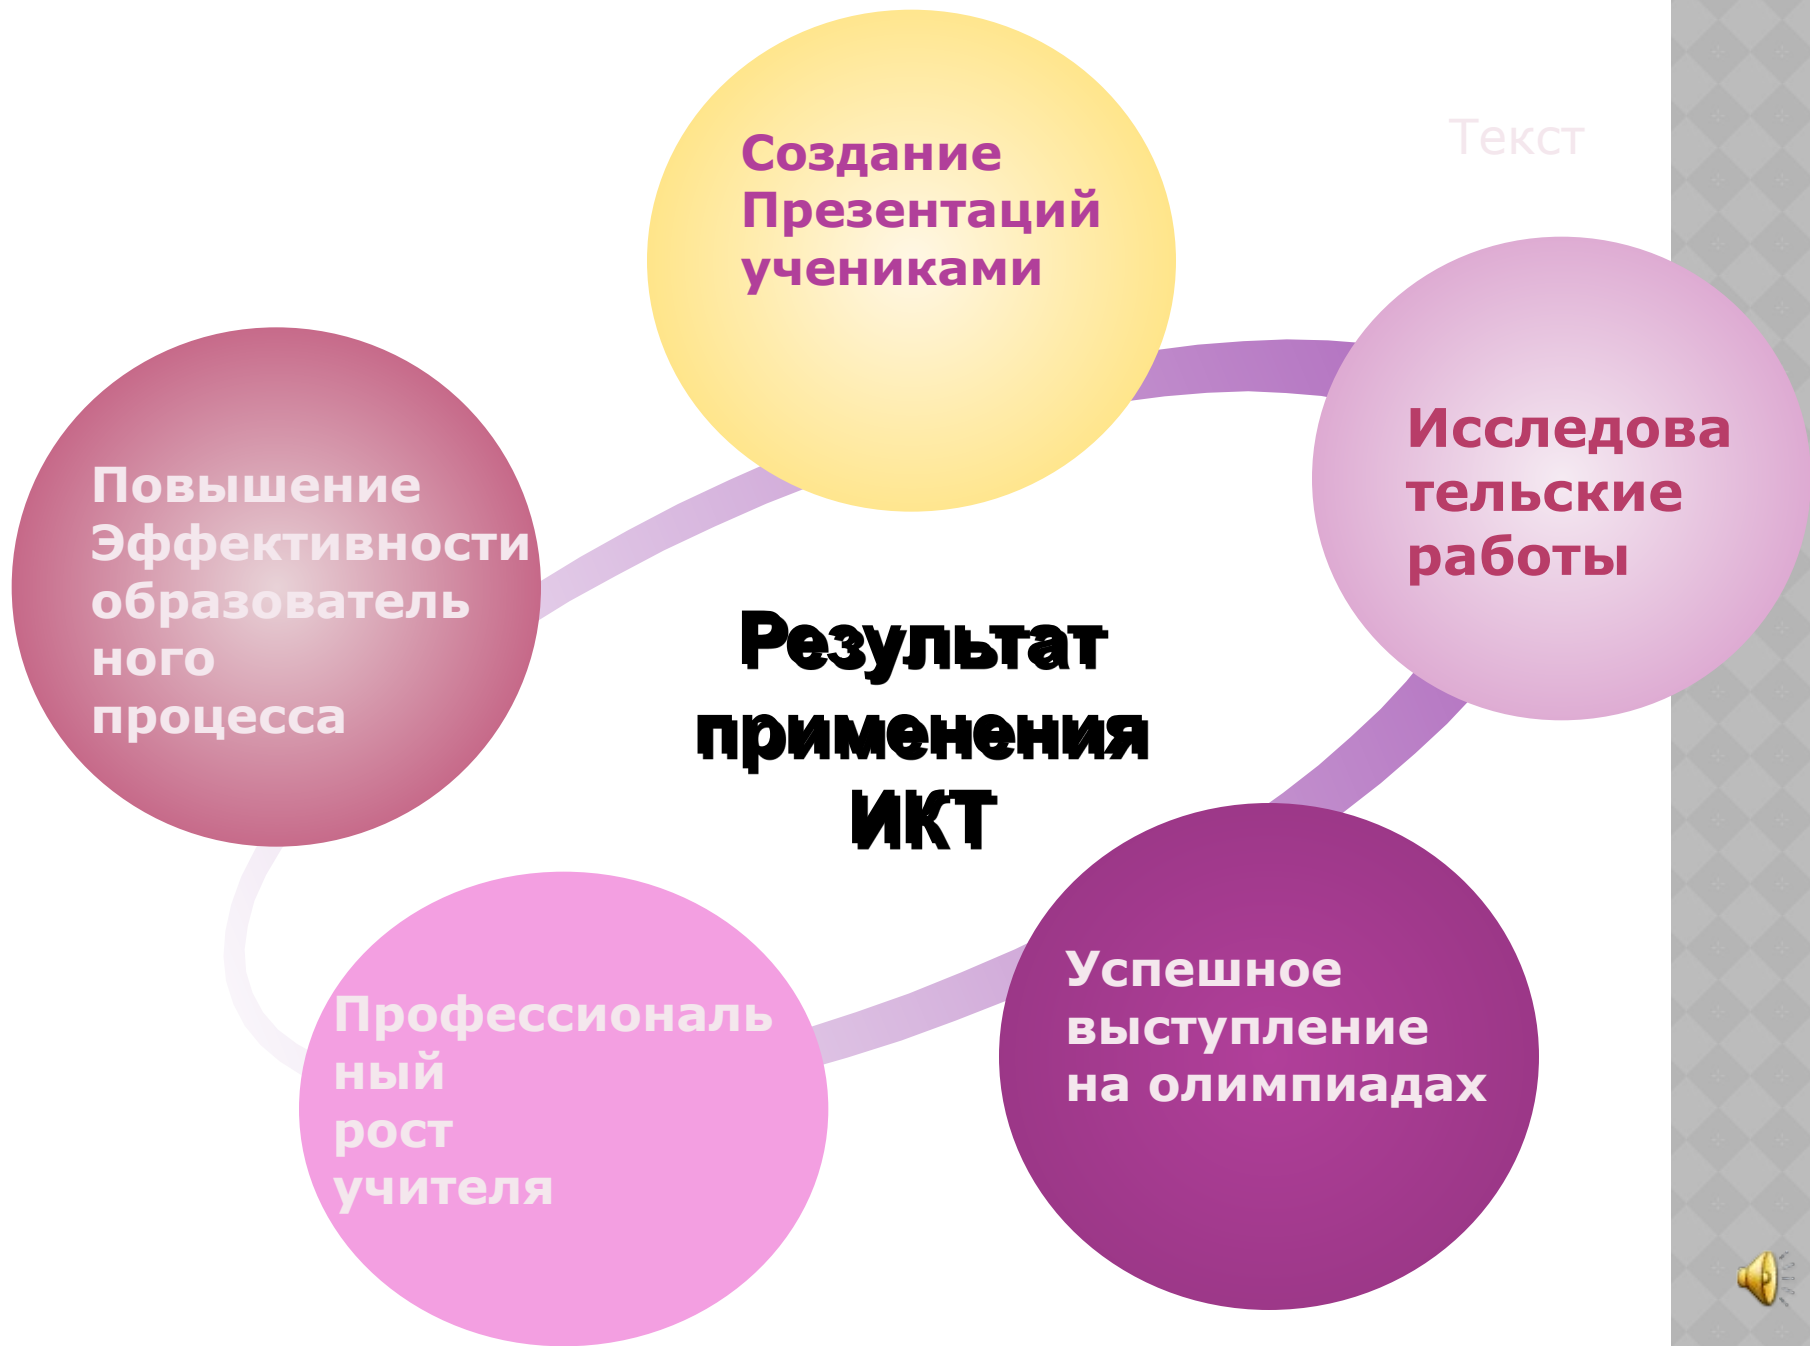 Создание
Презентаций
учениками
Текст
Исследова
тельские
работы
Повышение
Эффективности
образователь
ного
процесса
Результат
применения
ИКТ
Успешное
выступление
на олимпиадах
Профессиональ
ный
рост
учителя